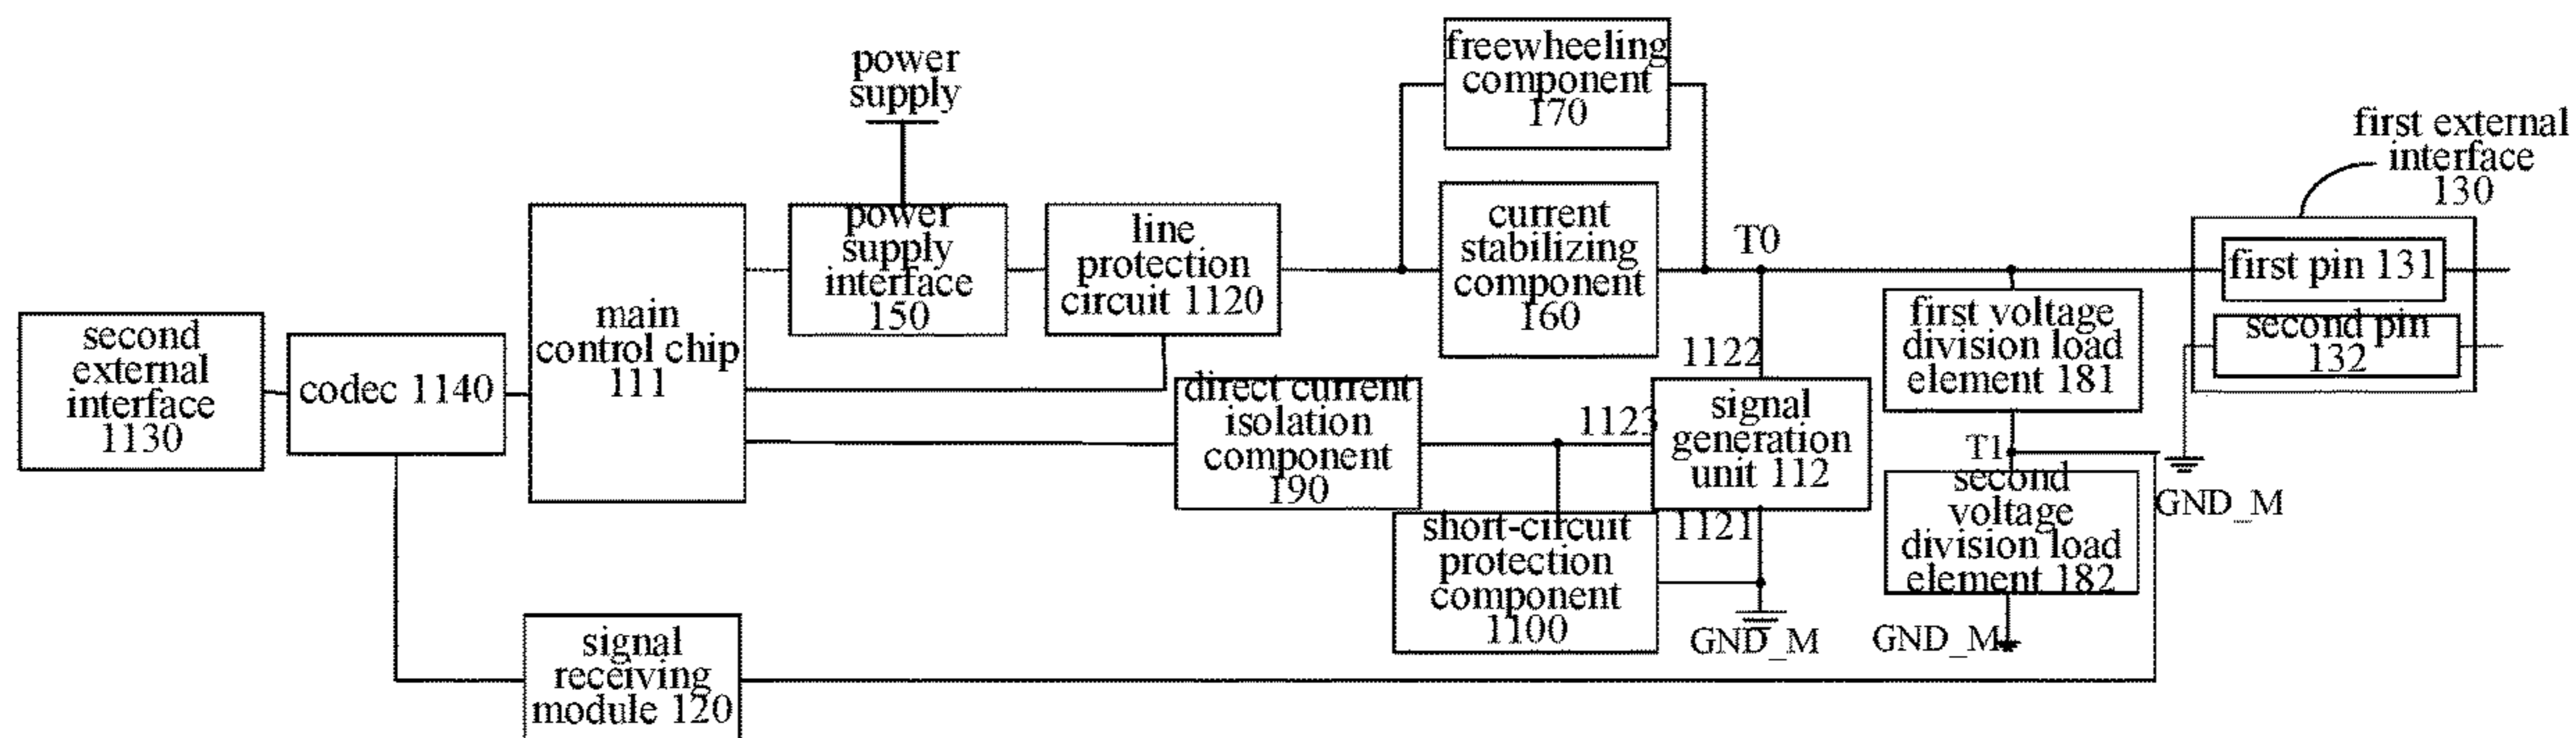 power
supply
freewheeling
component
170
first external
interface
130
second
external
interface
1130
codec 1140
main
control chip
111
power
supply
interface
150
line
protection
circuit 1120
current
stabilizing
component
160
T0
first pin 131
second pin
132
GND_M
1122
first voltage
division load
element 181
direct current
isolation
component
190
1123
signal
generation
unit 112
1121
T1
second
voltage
division load
element 182
GND_M
short-circuit
protection
component
1100
GND_M
signal
receiving
module 120